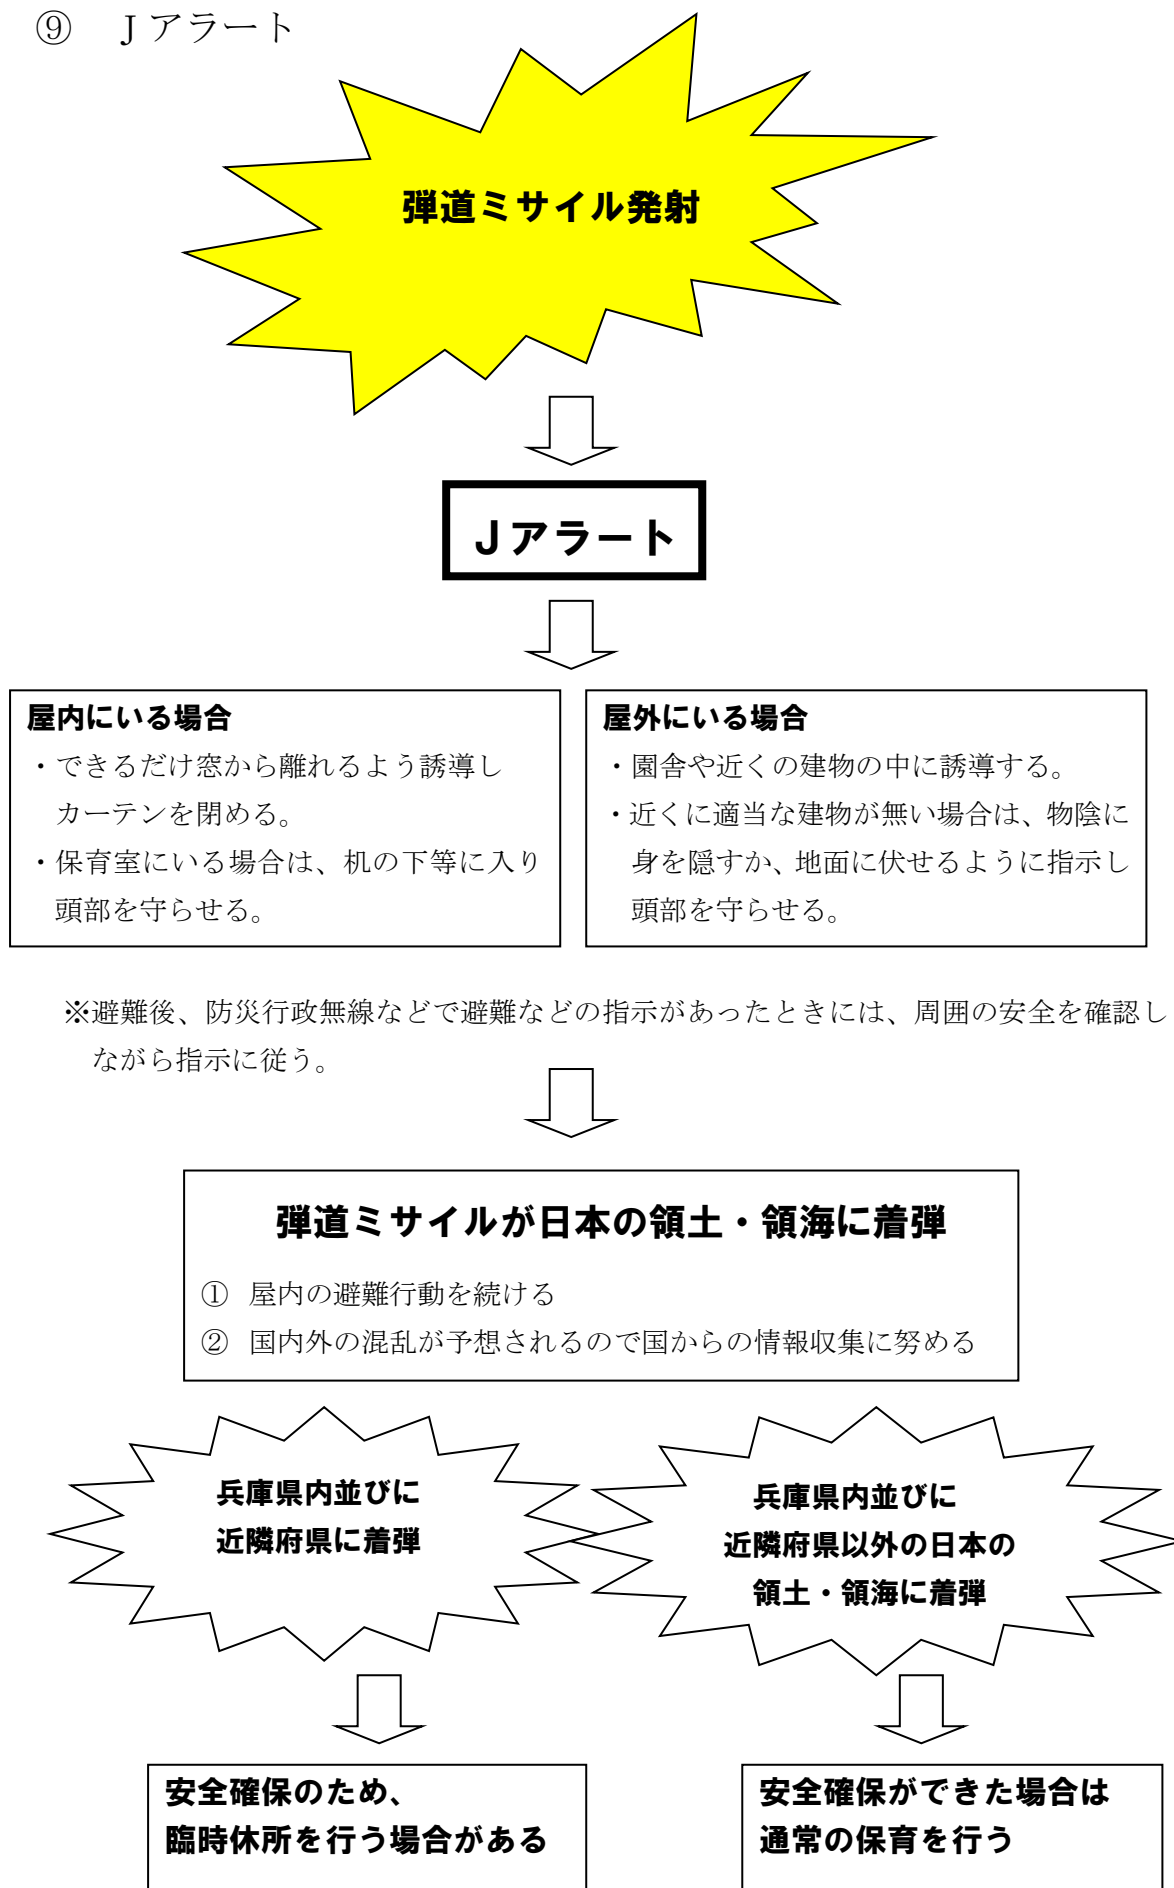 ⑨ Jアラート
弾道ミサイル発射
Jアラート
屋内にいる場合
・できるだけ窓から離れるよう誘導し
カーテンを閉める。
・保育室にいる場合は、机の下等に入り
頭部を守らせる。
屋外にいる場合
・園舎や近くの建物の中に誘導する。
・近くに適当な建物が無い場合は、物陰に
身を隠すか、地面に伏せるように指示し
頭部を守らせる。
※避難後、防災行政無線などで避難などの指示があったときには、周囲の安全を確認し
ながら指示に従う。
弾道ミサイルが日本の領土・領海に着弾
① 屋内の避難行動を続ける
② 国内外の混乱が予想されるので国からの情報収集に努める
兵庫県内並びに
近隣府県に着弾
兵庫県内並びに
近隣府県以外の日本の
領土・領海に着弾
安全確保のため、
臨時休所を行う場合がある
安全確保ができた場合は
通常の保育を行う